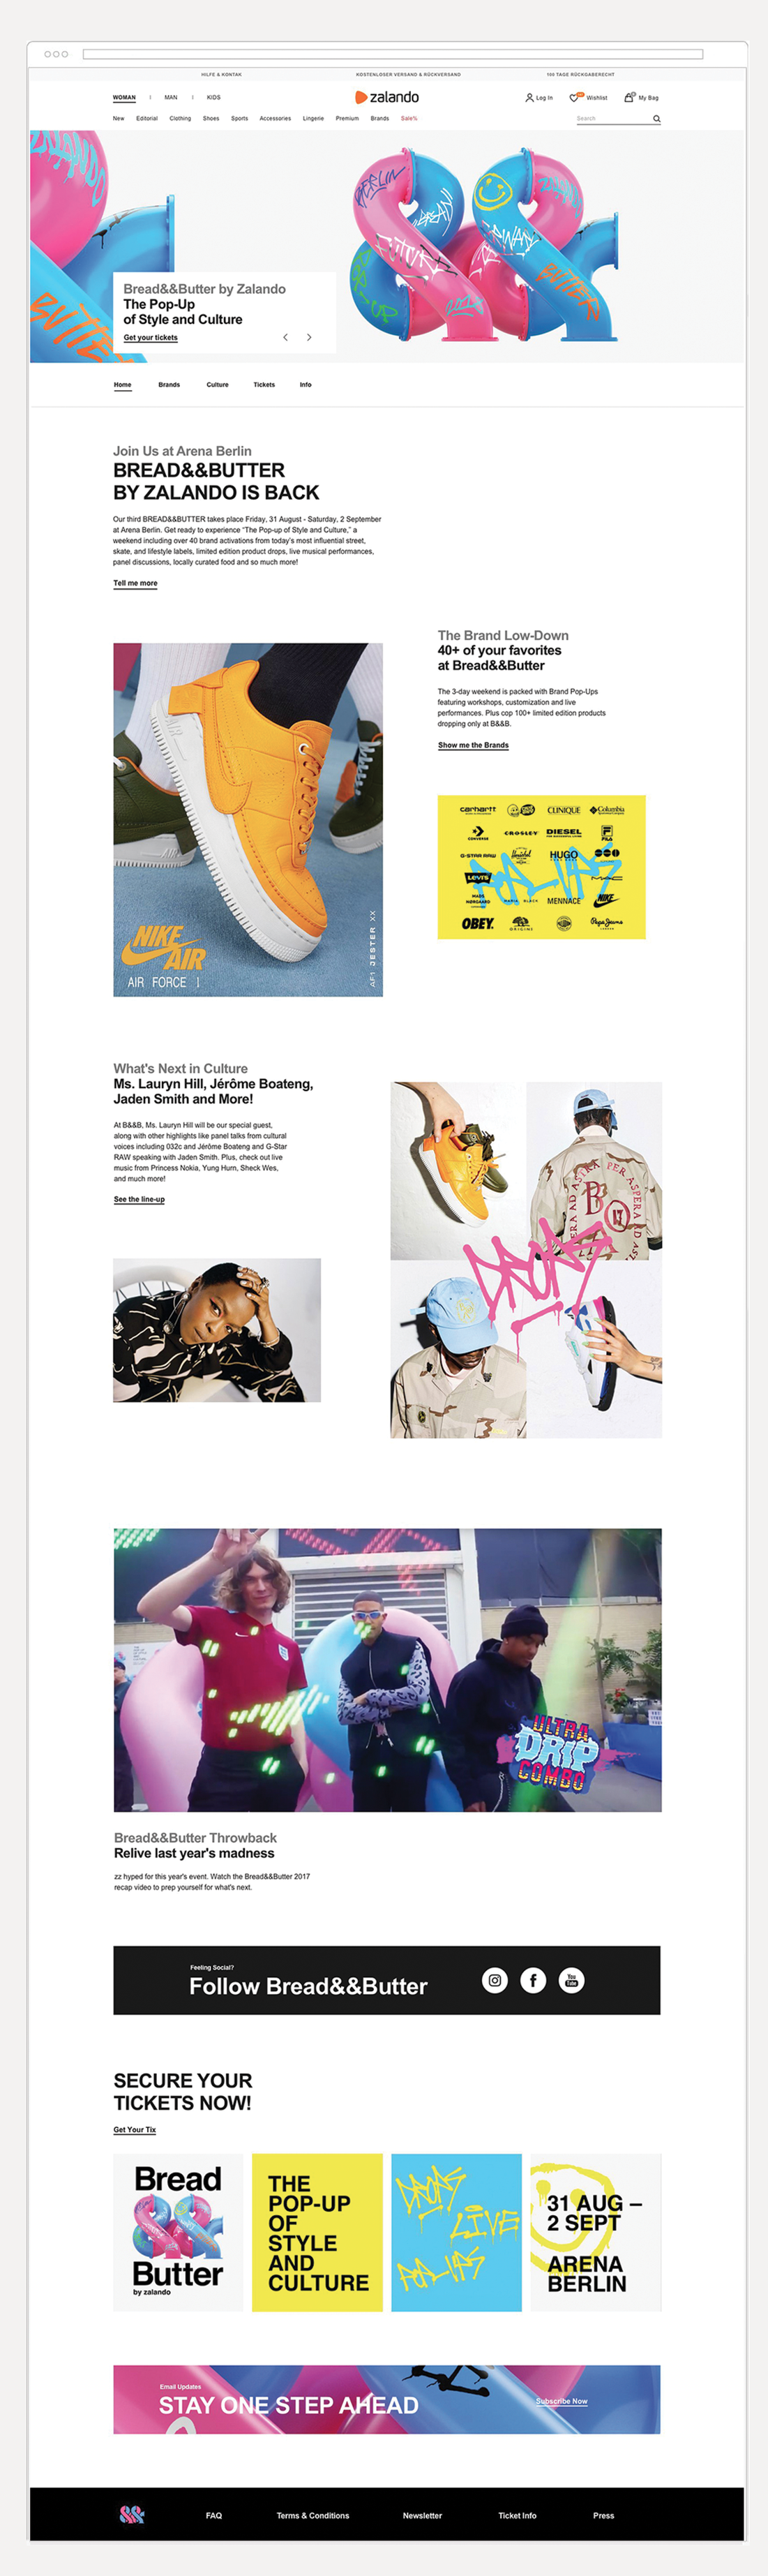 HILFE & KONTAK
KOSTENLOSER VERSAND & RÜCKVERSAND
100 TAGE RÜCKGABERECHT
WOMAN
MAN
KIDS
zalando
Log In
Wishlist
My Bag
New
Editorial
Clothing
Shoes
Sports
Accessories
Lingerie
Premium
Brands
Sale%
Search
BERLIN
BUTTER
Bread&&Butter by Zalando
The Pop-Up
of Style and Culture
Get your tickets
Home
Brands
Culture
Tickets
Info
Join Us at Arena Berlin
BREAD&&BUTTER
BY ZALANDO IS BACK
Our third BREAD&&BUTTER takes place Friday, 31 August - Saturday, 2 September
at Arena Berlin. Get ready to experience "The Pop-up of Style and Culture," a
weekend including over 40 brand activations from today's most influential street,
skate, and lifestyle labels, limited edition product drops, live musical performances,
panel discussions, locally curated food and so much more!
Tell me more
The Brand Low-Down
40+ of your favorites
at Bread&&Butter
The 3-day weekend is packed with Brand Pop-Ups
featuring workshops, customization and live
performances. Plus cop 100+ limited edition products
dropping only at B&&B.
Show me the Brands
NIKE
AIR
AIR FORCE 1
AF1 JESTER XX
carhartt
CLINIQUE
Columbia
CONVERSE
CROSLEY
DIESEL
FILA
G-STAR RAW
Herschel
HUGO
LEVI'S
MAC
MADS
NØRGAARD
MARIA BLACK
MENNACE
NIKE
OBEY.
ORIGINE
Pepe Jeans
POP-UPS
What's Next in Culture
Ms. Lauryn Hill, Jérôme Boateng,
Jaden Smith and More!
At B&&B, Ms. Lauryn Hill will be our special guest,
along with other highlights like panel talks from cultural
voices including 032c and Jérôme Boateng and G-Star
RAW speaking with Jaden Smith. Plus, check out live
music from Princess Nokia, Yung Hurn, Sheck Wes,
and much more!
See the line-up
DROPS
ULTRA
DRIP
COMBO
Bread&&Butter Throwback
Relive last year's madness
zz hyped for this year's event. Watch the Bread&&Butter 2017
recap video to prep yourself for what's next.
Feeling Social?
Follow Bread&&Butter
You
Tube
SECURE YOUR
TICKETS NOW!
Get Your Tix
Bread
Butter
by zalando
THE
POP-UP
OF
STYLE
AND
CULTURE
DROPS
LIVE
POP-UPS
31 AUG –
2 SEPT
ARENA
BERLIN
Email Updates
STAY ONE STEP AHEAD
Subscribe Now
&&
FAQ
Terms & Conditions
Newsletter
Ticket Info
Press